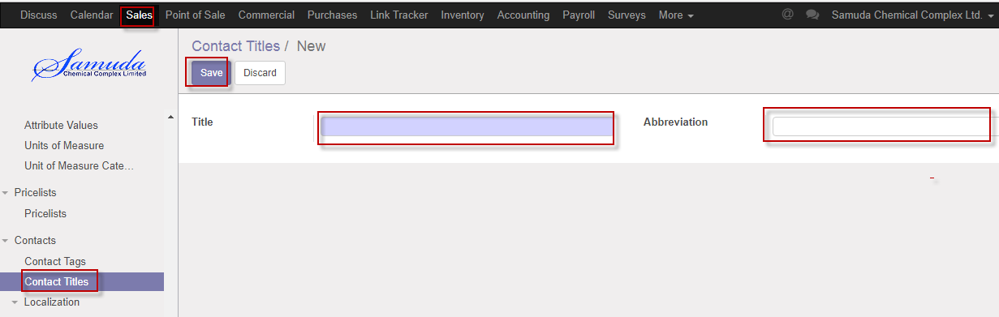 Discuss Calendar Sales Point of Sale Commercial Purchases Link Tracker Inventory Accounting Payroll Surveys More @ Samuda Chemical Complex Ltd.
Samuda
Chemical Complex Limited
Contact Titles / New
Save Discard
Attribute Values
Units of Measure
Unit of Measure Cate...
Pricelists
Pricelists
Contacts
Contact Tags
Contact Titles
Localization
Title
Abbreviation